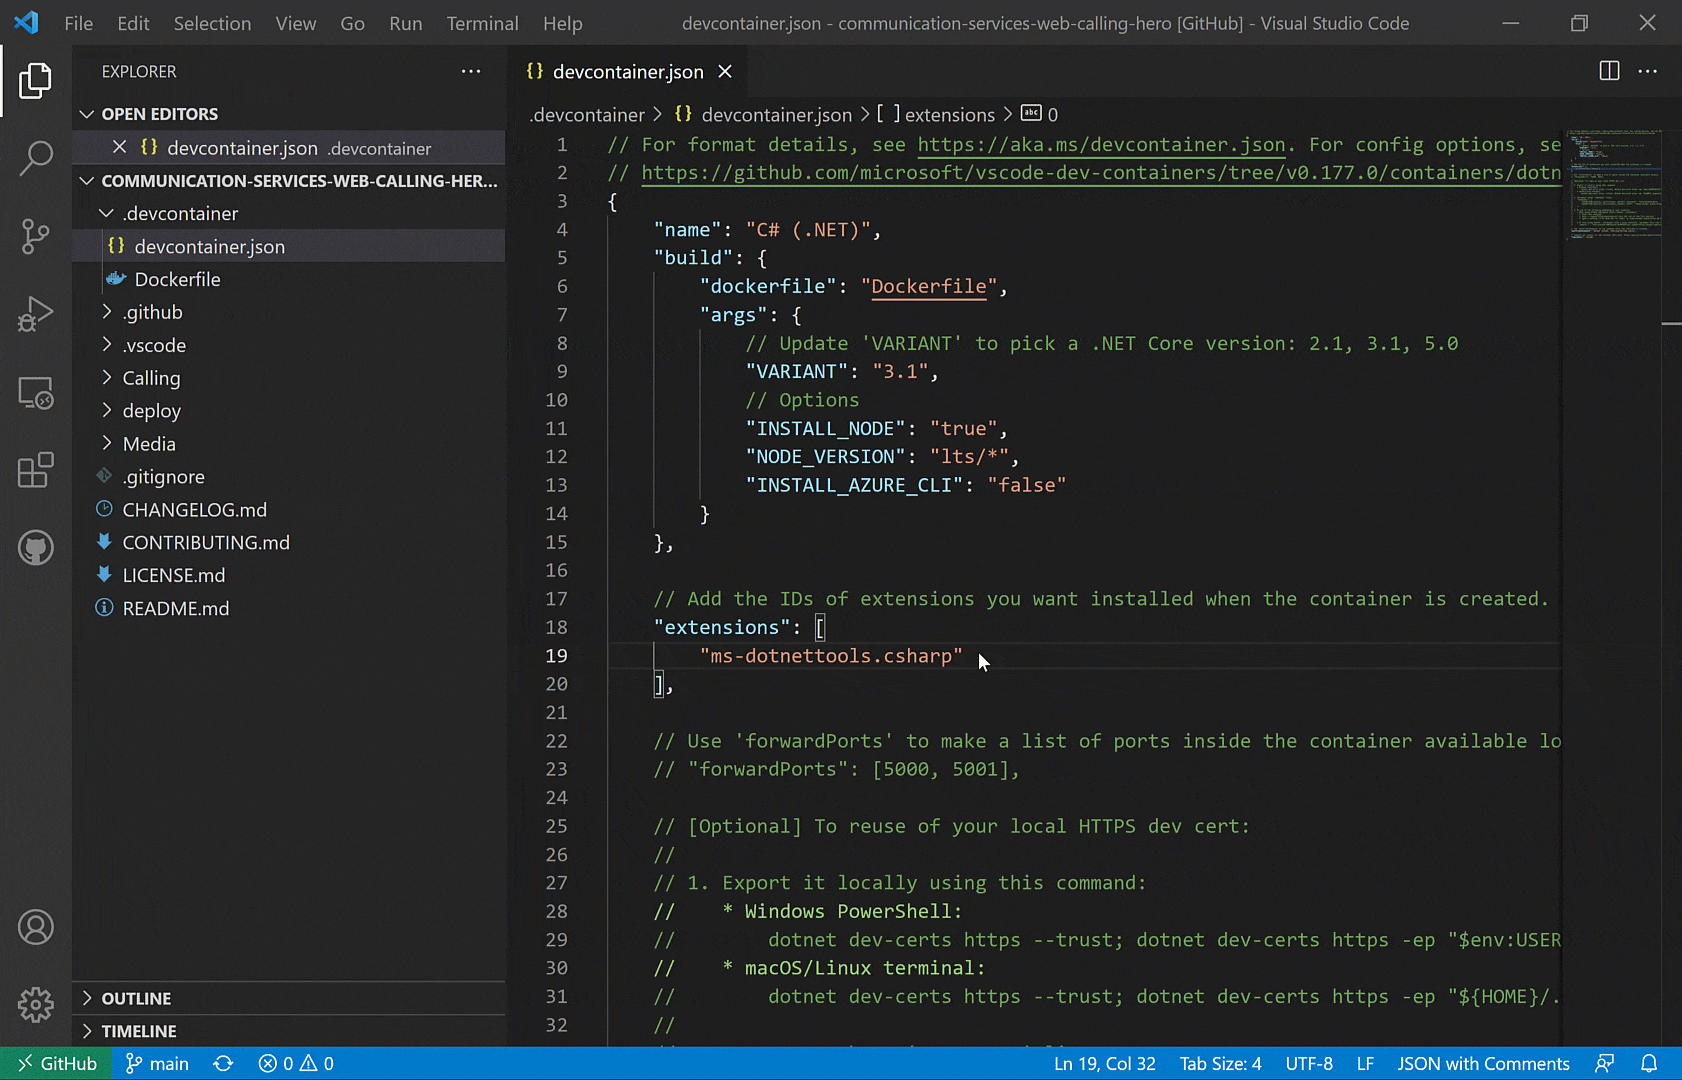 File Edit Selection View Go Run Terminal Help devcontainer.json - communication-services-web-calling-hero [GitHub] - Visual Studio Code
EXPLORER
OPEN EDITORS
{} devcontainer.json .devcontainer
COMMUNICATION-SERVICES-WEB-CALLING-HER...
.devcontainer
{} devcontainer.json
Dockerfile
.github
.vscode
Calling
deploy
Media
.gitignore
CHANGELOG.md
CONTRIBUTING.md
LICENSE.md
README.md
OUTLINE
TIMELINE
{} devcontainer.json
.devcontainer > {} devcontainer.json > [ ] extensions > abc 0
1 // For format details, see https://aka.ms/devcontainer.json. For config options, se
2 // https://github.com/microsoft/vscode-dev-containers/tree/v0.177.0/containers/dotn
3 {
4 "name": "C# (.NET)",
5 "build": {
6 "dockerfile": "Dockerfile",
7 "args": {
8 // Update 'VARIANT' to pick a .NET Core version: 2.1, 3.1, 5.0
9 "VARIANT": "3.1",
10 // Options
11 "INSTALL_NODE": "true",
12 "NODE_VERSION": "lts/*",
13 "INSTALL_AZURE_CLI": "false"
14 }
15 },
16
17 // Add the IDs of extensions you want installed when the container is created.
18 "extensions": [
19 "ms-dotnettools.csharp"
20 ],
21
22 // Use 'forwardPorts' to make a list of ports inside the container available lo
23 // "forwardPorts": [5000, 5001],
24
25 // [Optional] To reuse of your local HTTPS dev cert:
26 //
27 // 1. Export it locally using this command:
28 // * Windows PowerShell:
29 // dotnet dev-certs https --trust; dotnet dev-certs https -ep "$env:USER
30 // * macOS/Linux terminal:
31 // dotnet dev-certs https --trust; dotnet dev-certs https -ep "${HOME}/.
32 //
GitHub main 0 0 Ln 19, Col 32 Tab Size: 4 UTF-8 LF JSON with Comments